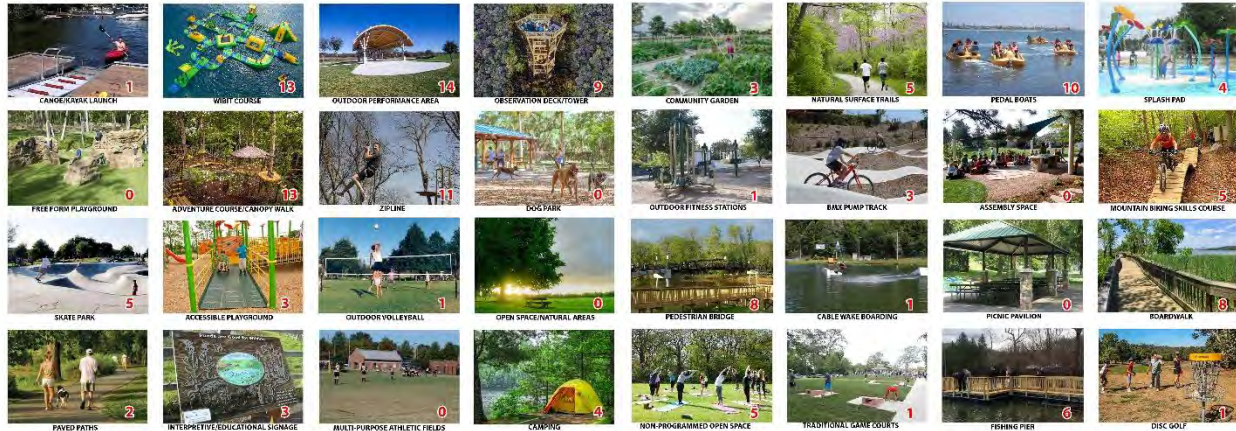 1 13 14 9 3 5 10 4
CANOE/KAYAK LAUNCH WIBIT COURSE OUTDOOR PERFORMANCE AREA OBSERVATION DECK/TOWER COMMUNITY GARDEN NATURAL SURFACE TRAILS PEDAL BOATS SPLASH PAD
0 13 11 0 1 3 0 5
FREE FORM PLAYGROUND ADVENTURE COURSE/CANOPY WALK ZIPLINE DOG PARK OUTDOOR FITNESS STATIONS BMX PUMP TRACK ASSEMBLY SPACE MOUNTAIN BIKING SKILLS COURSE
5 3 1 0 8 1 0 8
SKATE PARK ACCESSIBLE PLAYGROUND OUTDOOR VOLLEYBALL OPEN SPACE/NATURAL AREAS PEDESTRIAN BRIDGE CABLE WAKE BOARDING PICNIC PAVILION BOARDWALK
2 3 0 4 5 1 6 1
PAVED PATHS INTERPRETIVE/EDUCATIONAL SIGNAGE MULTI-PURPOSE ATHLETIC FIELDS CAMPING NON-PROGRAMMED OPEN SPACE TRADITIONAL GAME COURTS FISHING PIER DISC GOLF